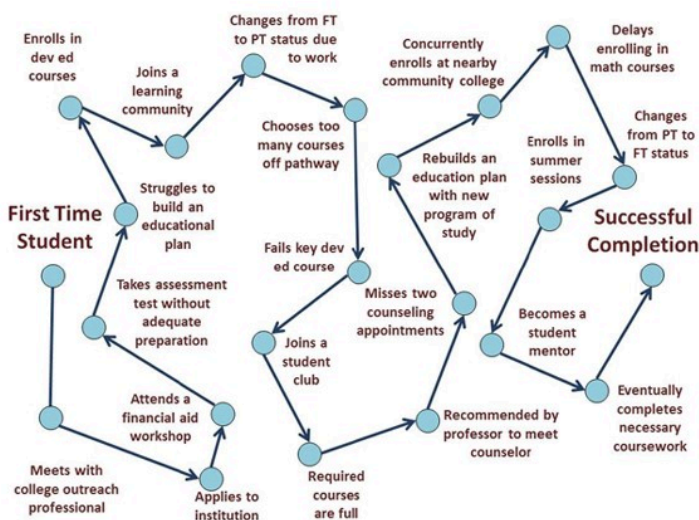 First Time
Student
Meets with
college outreach
professional
Applies to
institution
Attends a
financial aid
workshop
Takes assessment
test without
adequate
preparation
Struggles to
build an
educational
plan
Enrolls in
dev ed
courses
Joins a
learning
community
Changes from FT
to PT status due
to work
Chooses too
many courses
off pathway
Fails key dev
ed course
Joins a
student
club
Required
courses
are full
Recommended by
professor to meet
counselor
Misses two
counseling
appointments
Rebuilds an
education plan
with new
program of
study
Concurrently
enrolls at nearby
community college
Delays
enrolling in
math courses
Changes
from PT to
FT status
Enrolls in
summer
sessions
Becomes a
student
mentor
Eventually
completes
necessary
coursework
Successful
Completion